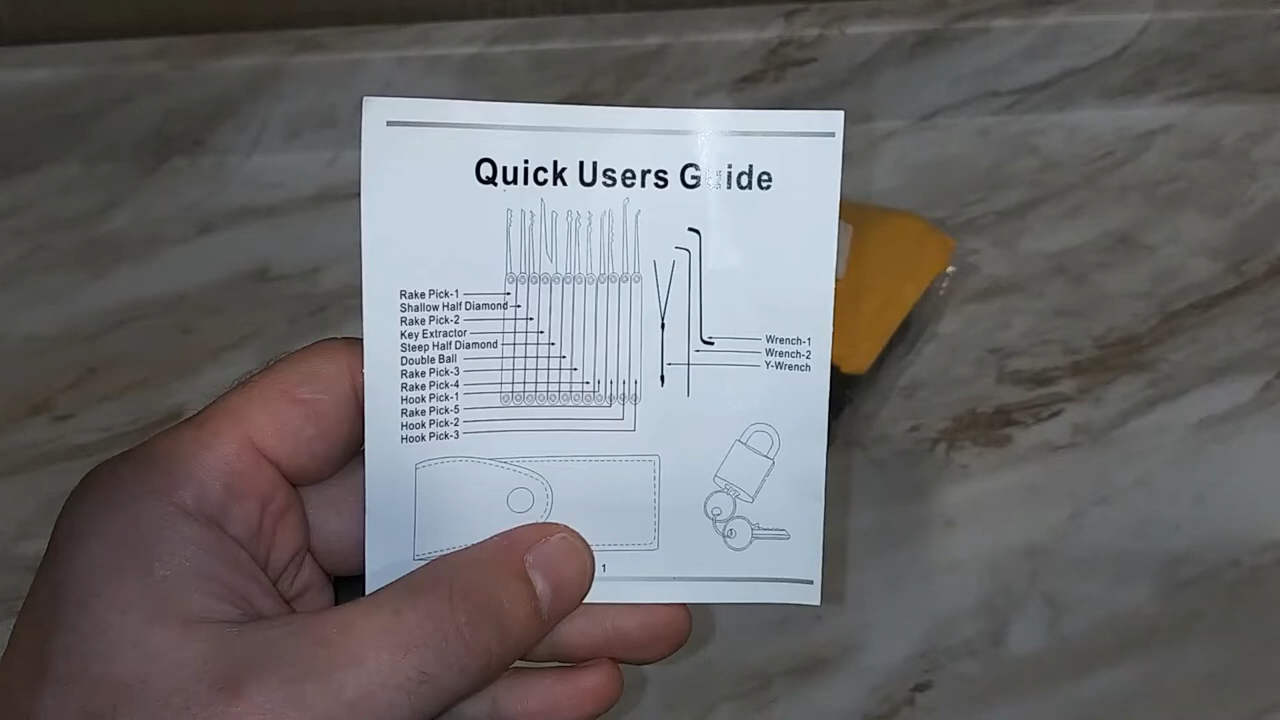 Quick Users Guide
Rake Pick-1
Shallow Half Diamond
Rake Pick-2
Key Extractor
Steep Half Diamond
Double Ball
Rake Pick-3
Rake Pick-4
Hook Pick-1
Rake Pick-5
Hook Pick-2
Hook Pick-3
Wrench-1
Wrench-2
Y-Wrench
1